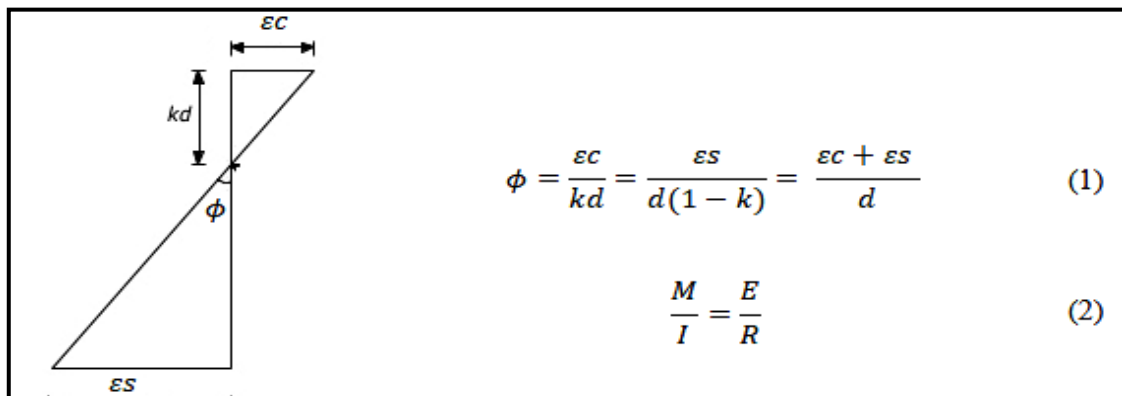 εc
kd
ϕ
εs
ϕ = εc/kd = εs/d(1 − k) = εc + εs/d (1)
M/I = E/R (2)